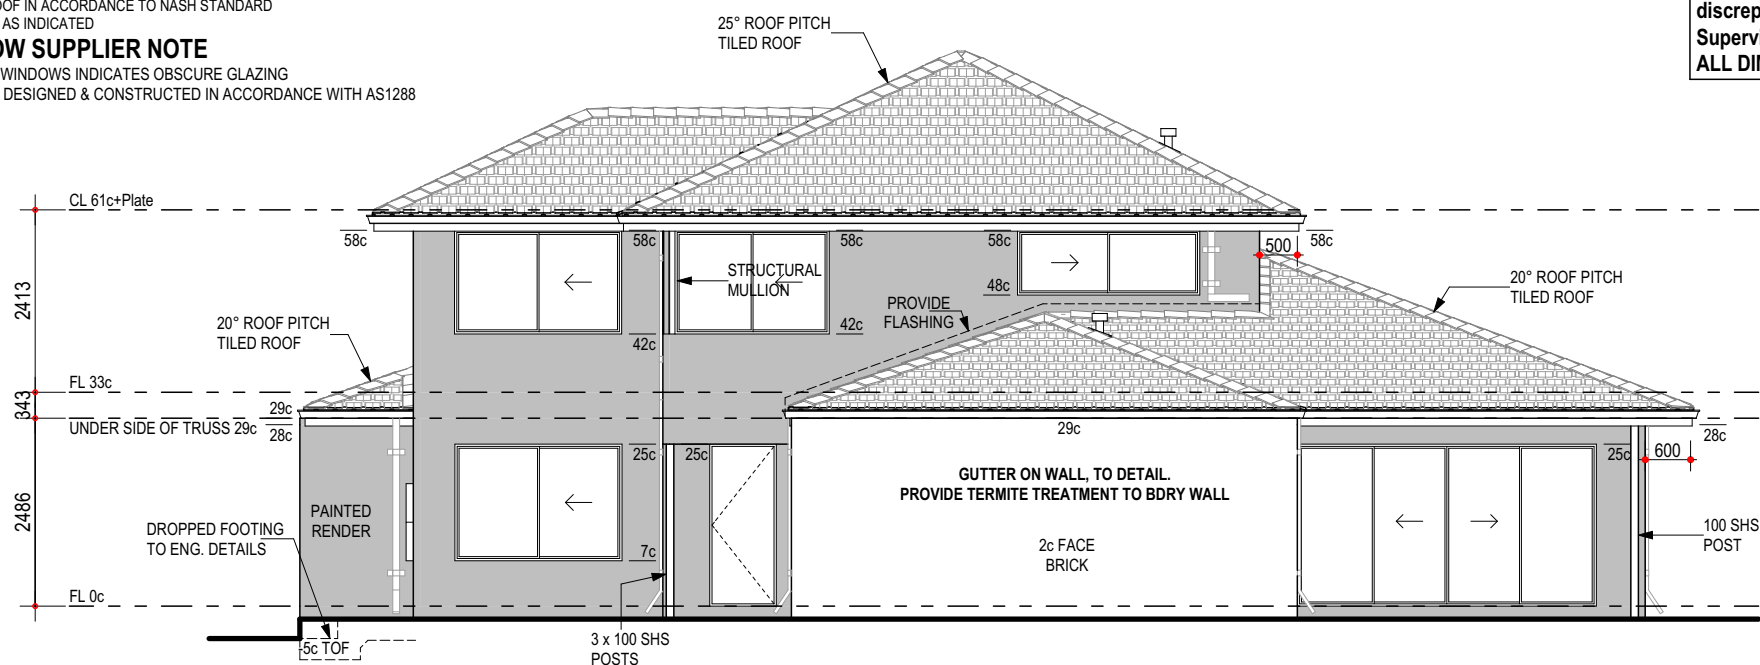 OOF IN ACCORDANCE TO NASH STANDARD
AS INDICATED
OW SUPPLIER NOTE
WINDOWS INDICATES OBSCURE GLAZING
DESIGNED & CONSTRUCTED IN ACCORDANCE WITH AS1288
discrep
Supervi
ALL DI
25° ROOF PITCH
TILED ROOF
CL 61c+Plate
58c
58c
58c
58c
58c
500
2413
STRUCTURAL
MULLION
48c
PROVIDE
FLASHING
20° ROOF PITCH
TILED ROOF
20° ROOF PITCH
TILED ROOF
42c
42c
FL 33c
343
29c
UNDER SIDE OF TRUSS 29c
28c
29c
28c
25c
25c
25c
600
GUTTER ON WALL, TO DETAIL.
PROVIDE TERMITE TREATMENT TO BDRY WALL
2486
PAINTED
RENDER
DROPPED FOOTING
TO ENG. DETAILS
7c
2c FACE
BRICK
100 SHS
POST
FL 0c
-5c TOF
3 x 100 SHS
POSTS